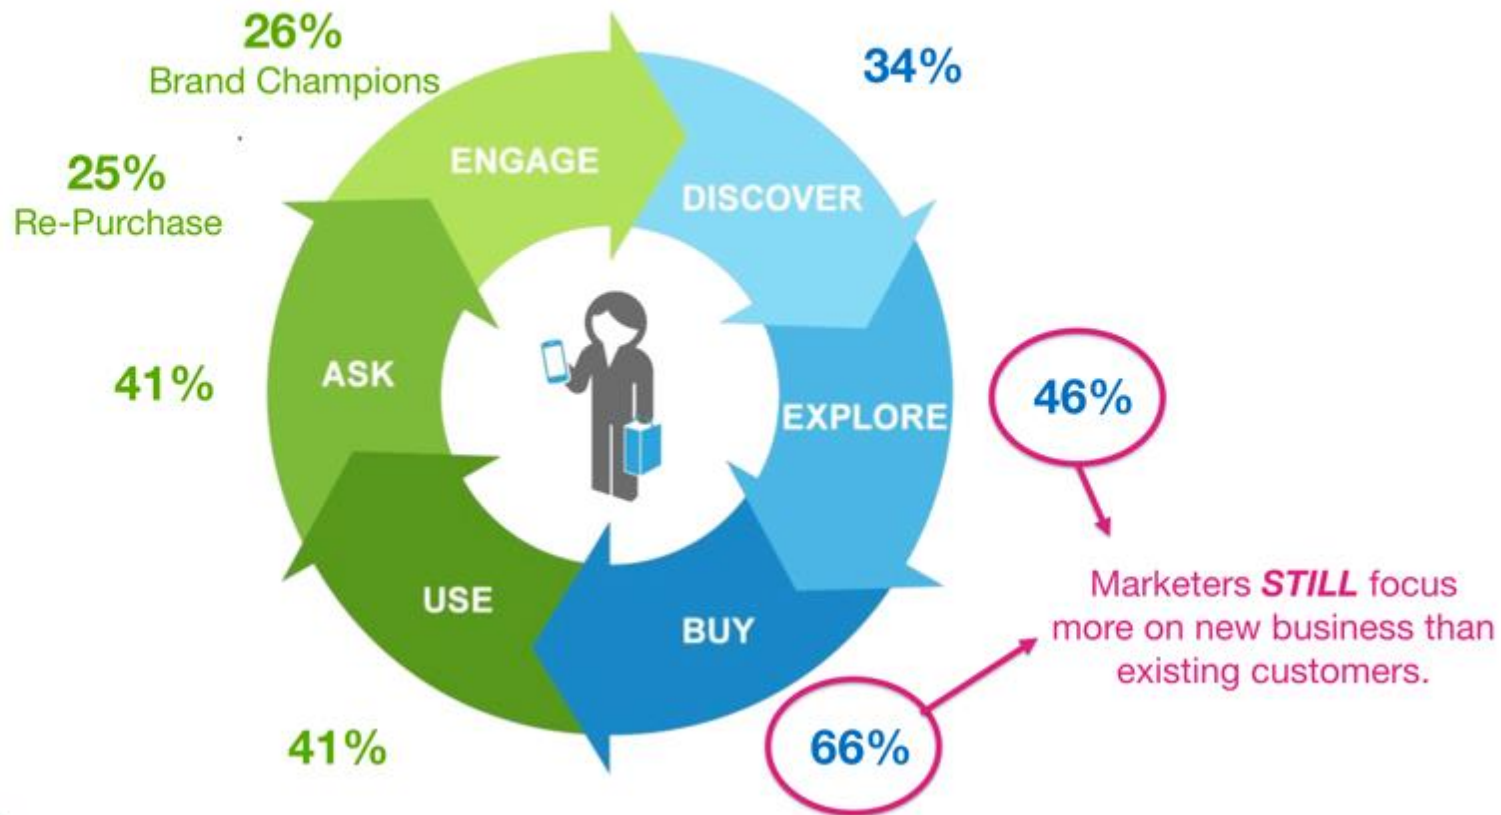 26%
Brand Champions
34%
25%
Re-Purchase
ENGAGE
DISCOVER
41%
ASK
EXPLORE
46%
USE
BUY
Marketers STILL focus
more on new business than
existing customers.
41%
66%